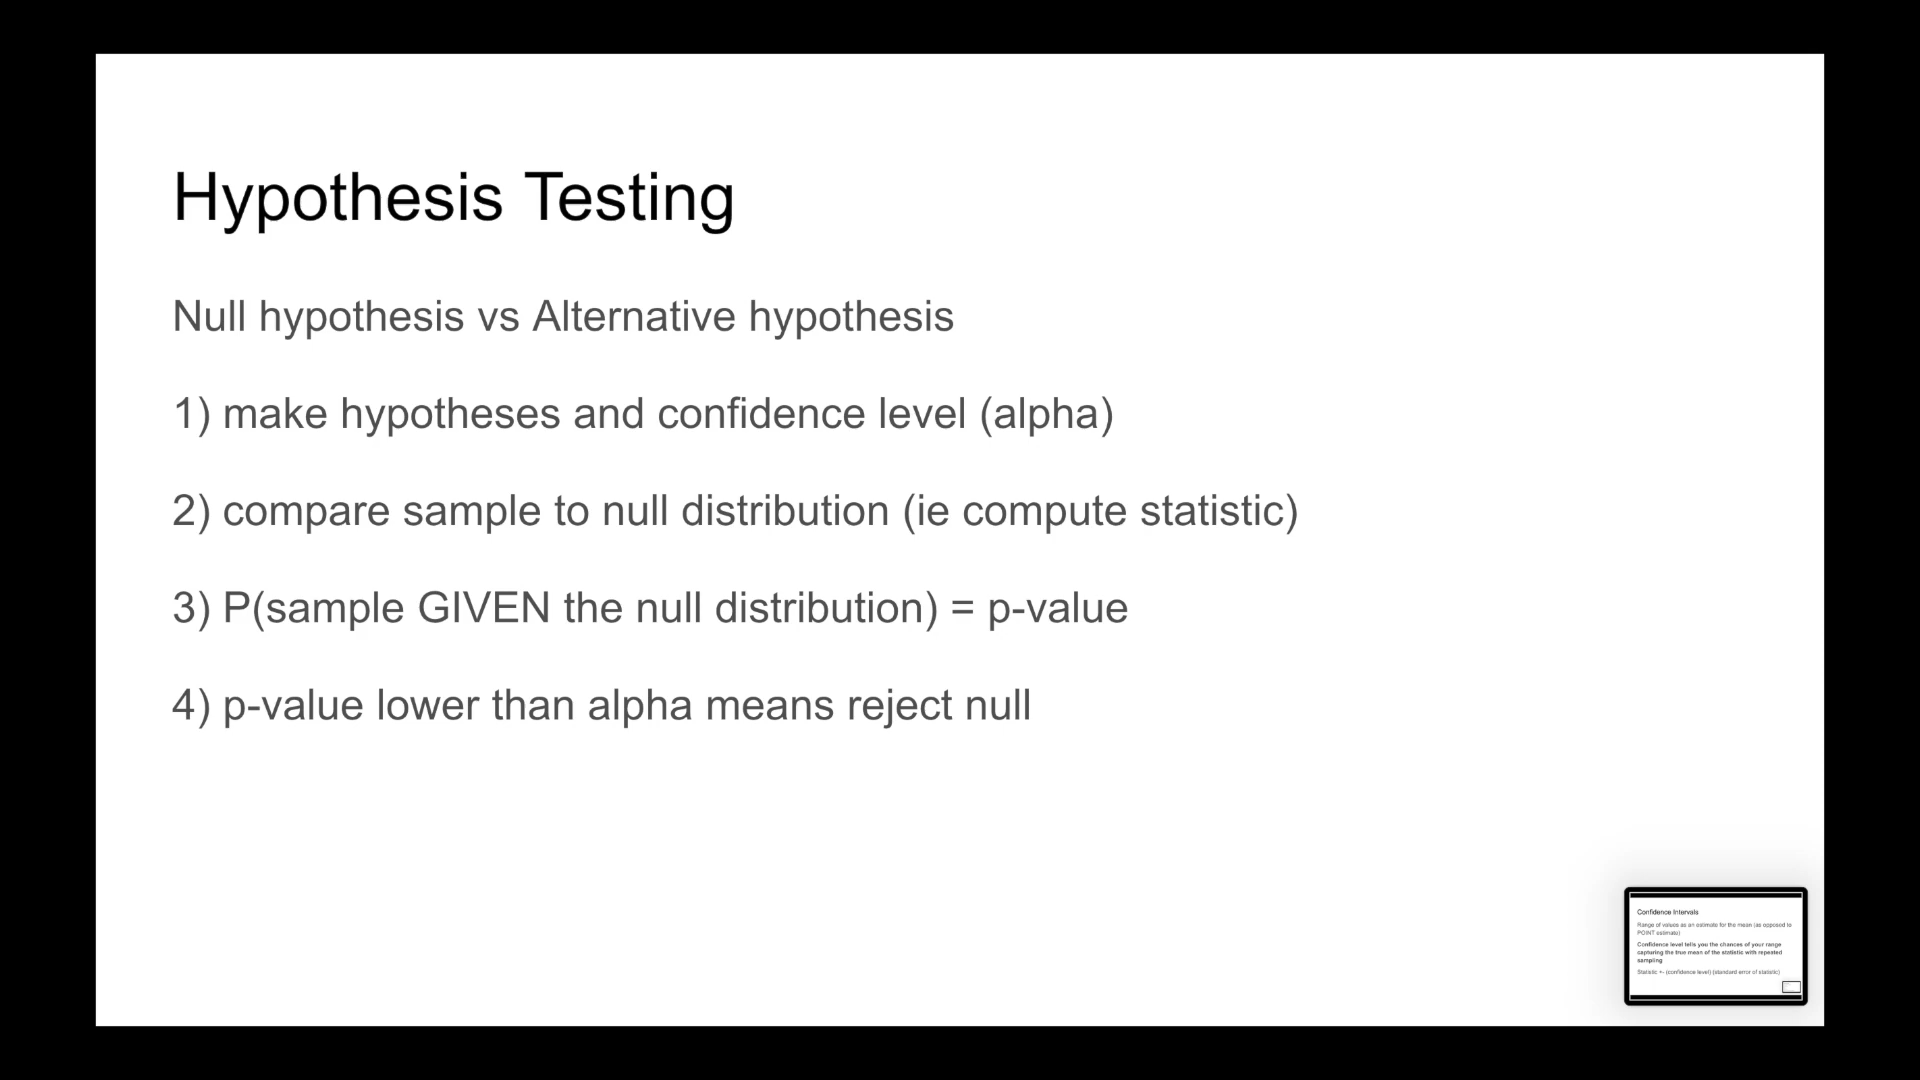 Hypothesis Testing
Null hypothesis vs Alternative hypothesis
1) make hypotheses and confidence level (alpha)
2) compare sample to null distribution (ie compute statistic)
3) P(sample GIVEN the null distribution) = p-value
4) p-value lower than alpha means reject null
Confidence Intervals
Range of values as an estimate for the mean (as opposed to
POINT estimate)
Confidence level tells you the chances of your range
capturing the true mean of the statistic with repeated
sampling
Statistic +- (confidence level) (standard error of statistic)